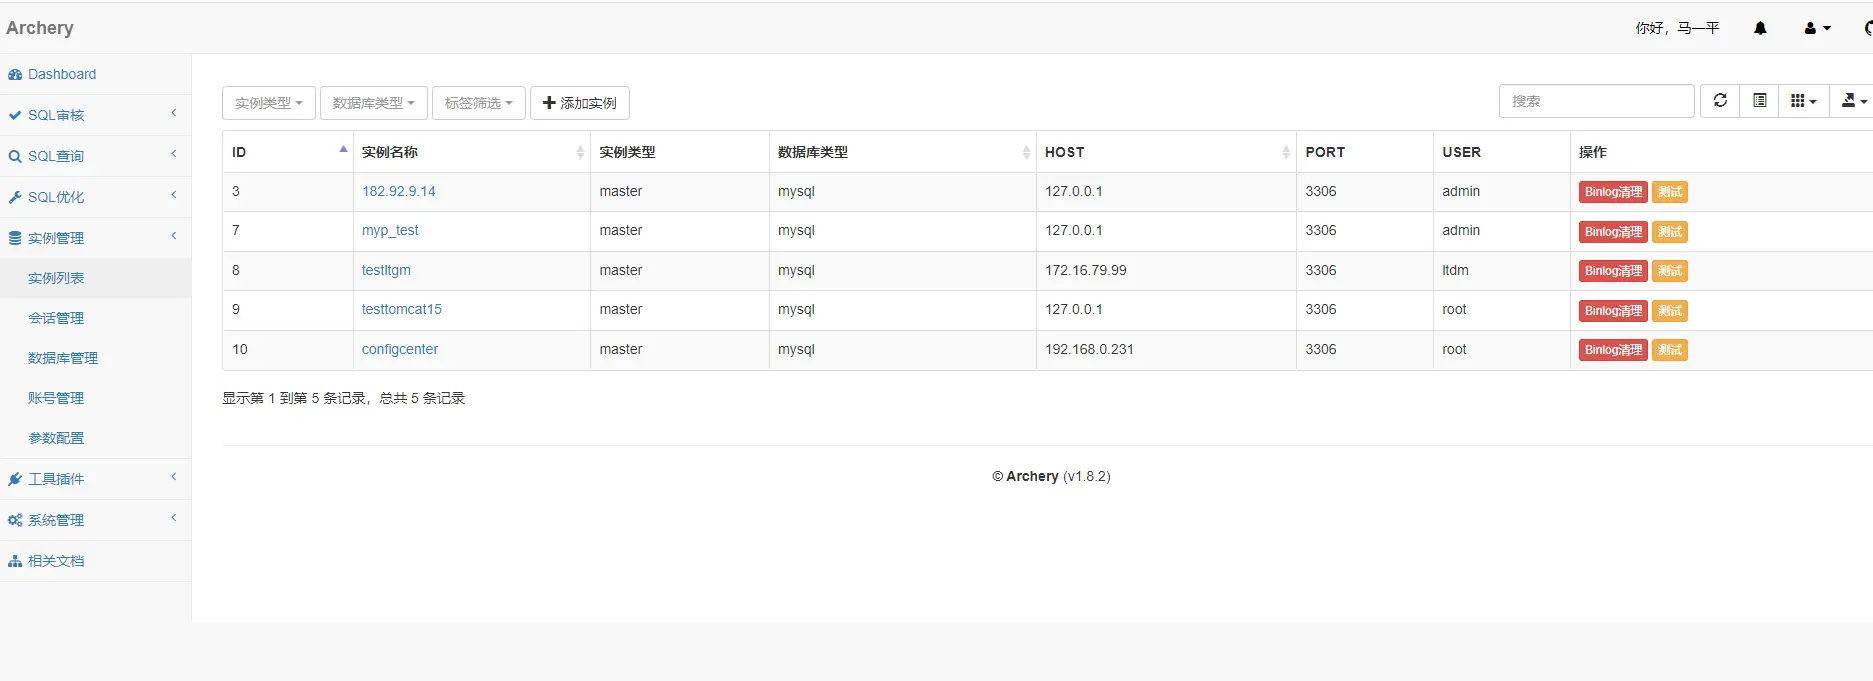 Archery
你好，马一平
Dashboard
SQL审核
SQL查询
SQL优化
实例管理
实例列表
会话管理
数据库管理
账号管理
参数配置
工具插件
系统管理
相关文档
实例类型 数据库类型 标签筛选 添加实例 搜索
ID 实例名称 实例类型 数据库类型 HOST PORT USER 操作
3 182.92.9.14 master mysql 127.0.0.1 3306 admin Binlog清理 测试
7 myp_test master mysql 127.0.0.1 3306 admin Binlog清理 测试
8 testltgm master mysql 172.16.79.99 3306 ltdm Binlog清理 测试
9 testtomcat15 master mysql 127.0.0.1 3306 root Binlog清理 测试
10 configcenter master mysql 192.168.0.231 3306 root Binlog清理 测试
显示第 1 到第 5 条记录，总共 5 条记录
© Archery (v1.8.2)